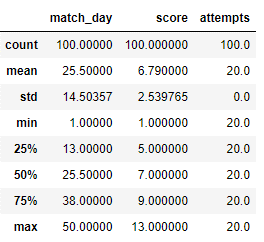 match_day score attempts
count 100.00000 100.000000 100.0
mean 25.50000 6.790000 20.0
std 14.50357 2.539765 0.0
min 1.00000 1.000000 20.0
25% 13.00000 5.000000 20.0
50% 25.50000 7.000000 20.0
75% 38.00000 9.000000 20.0
max 50.00000 13.000000 20.0